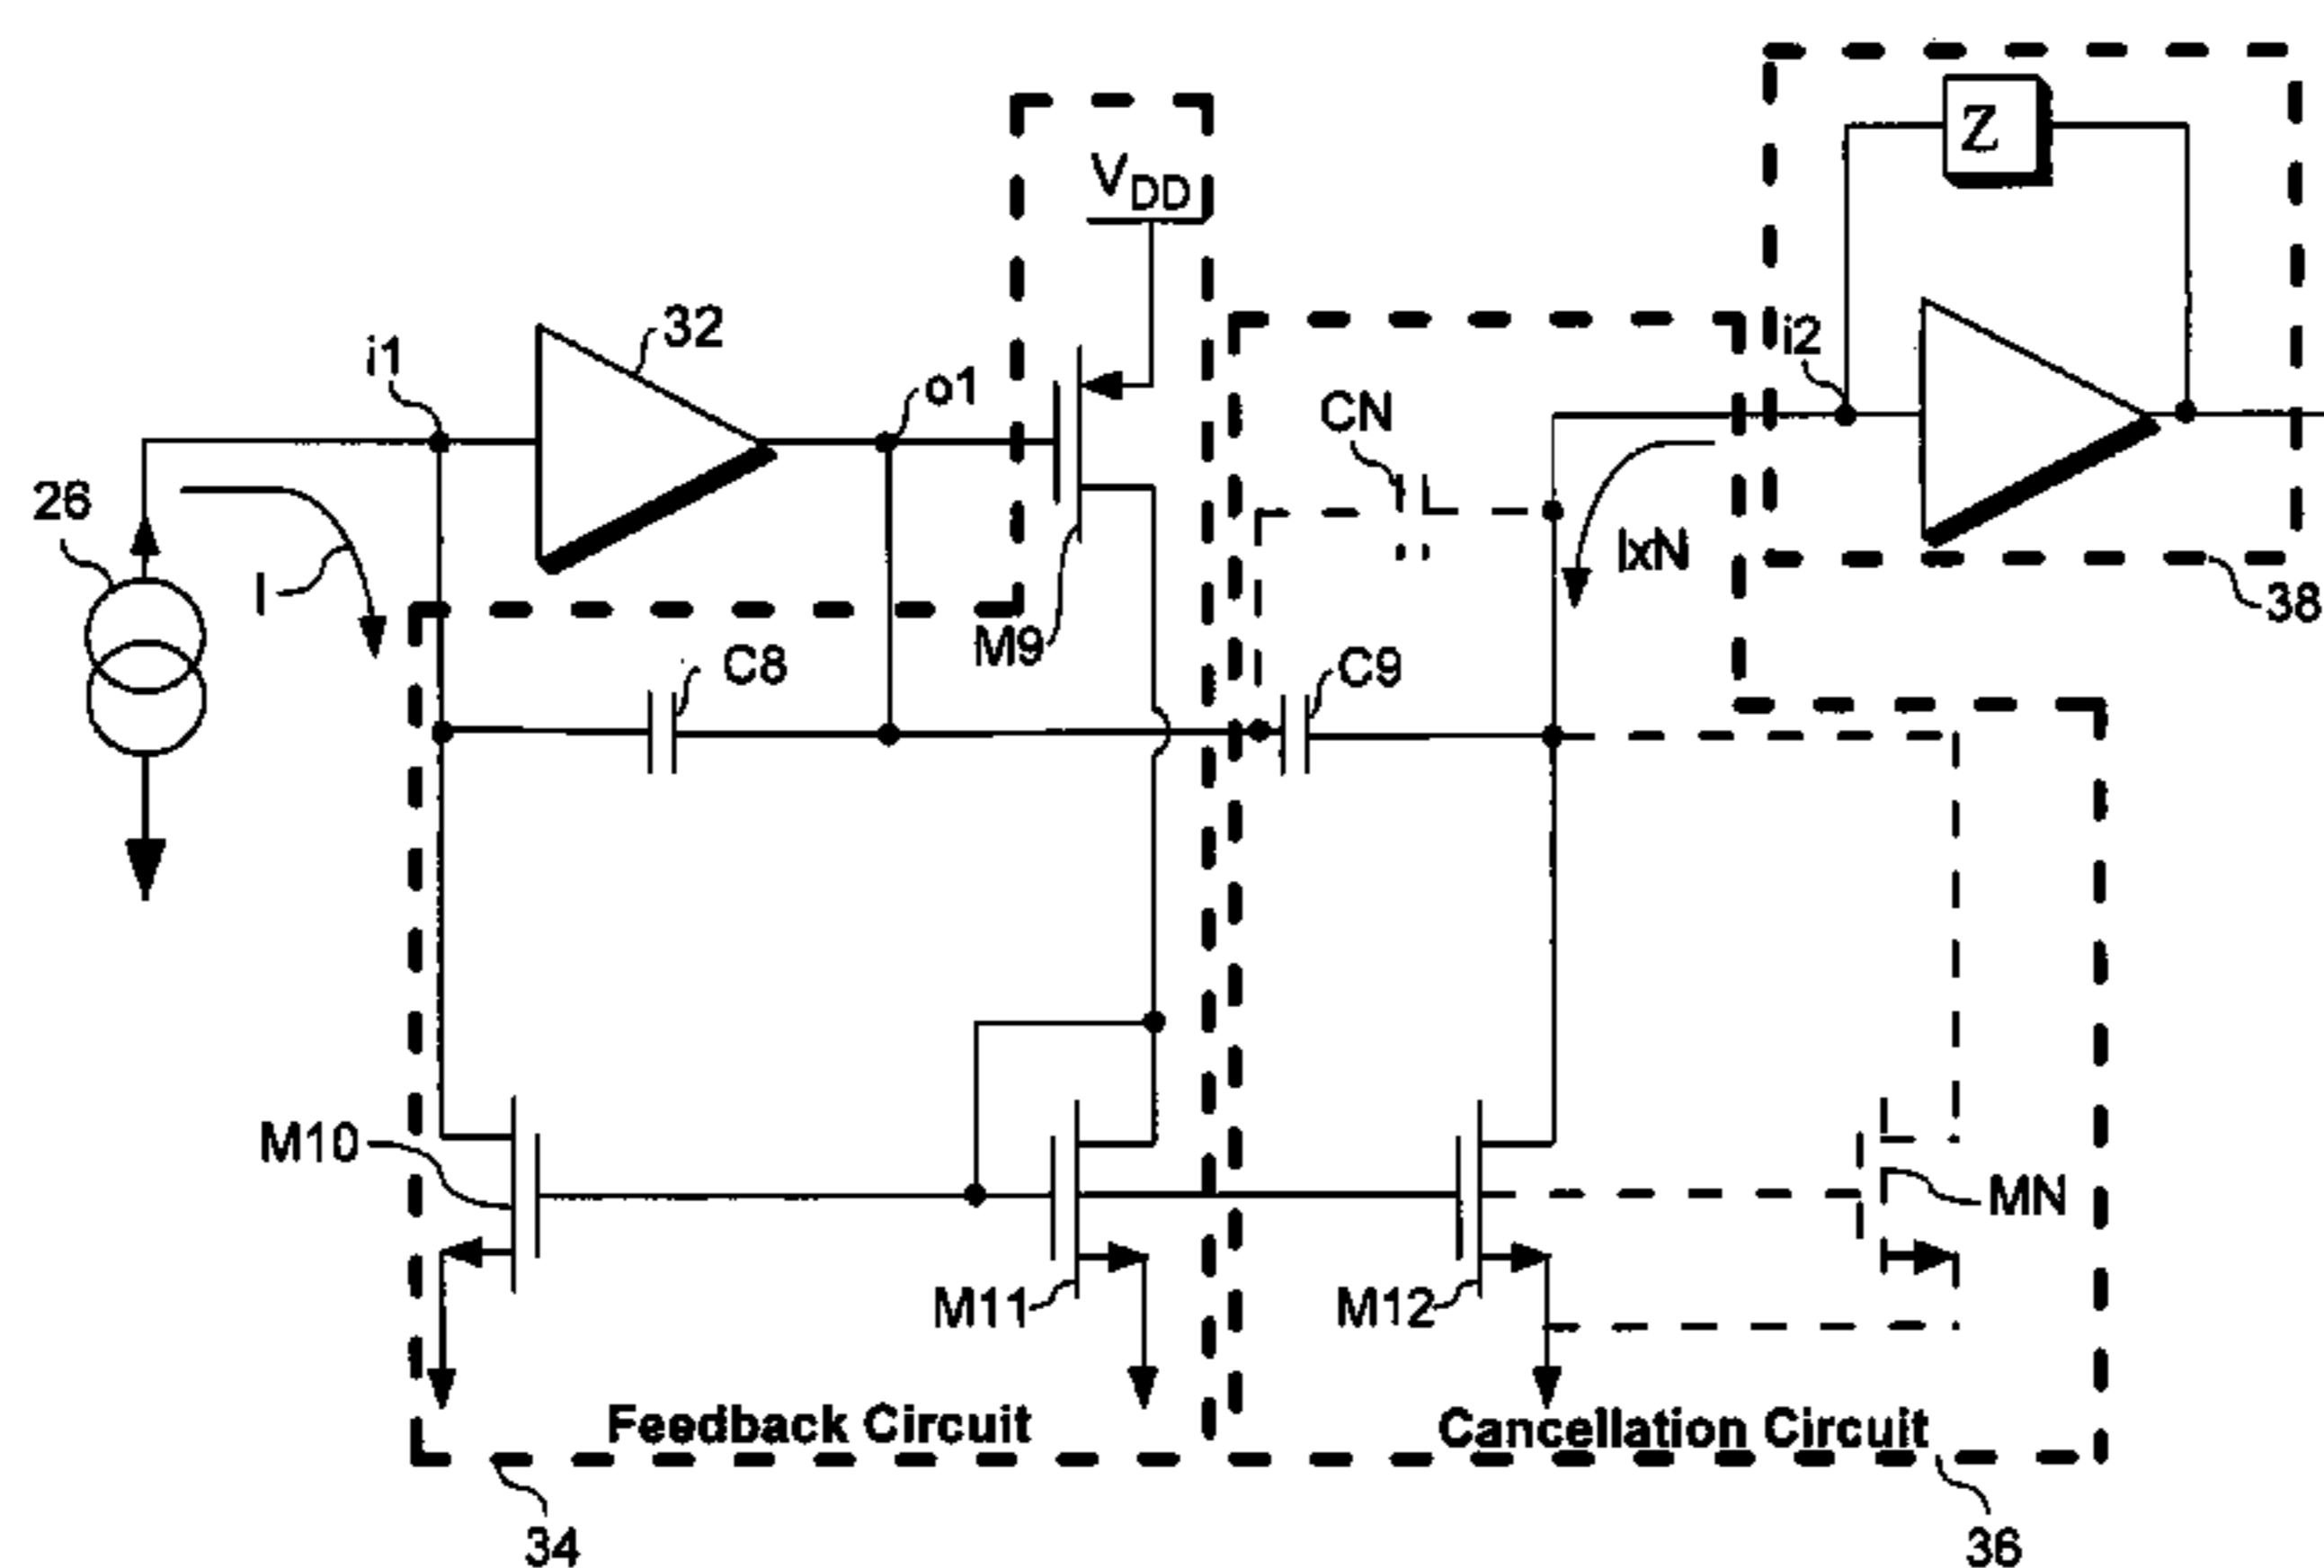 Z
VDD
32
i1
o1
i2
CN
26
IxN
I
38
M9
C8
C9
M10
MN
M11
M12
Feedback Circuit
Cancellation Circuit
34
36